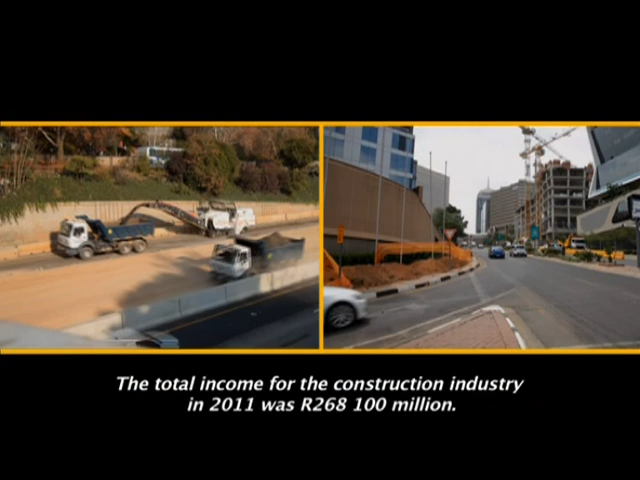 The total income for the construction industry
in 2011 was R268 100 million.